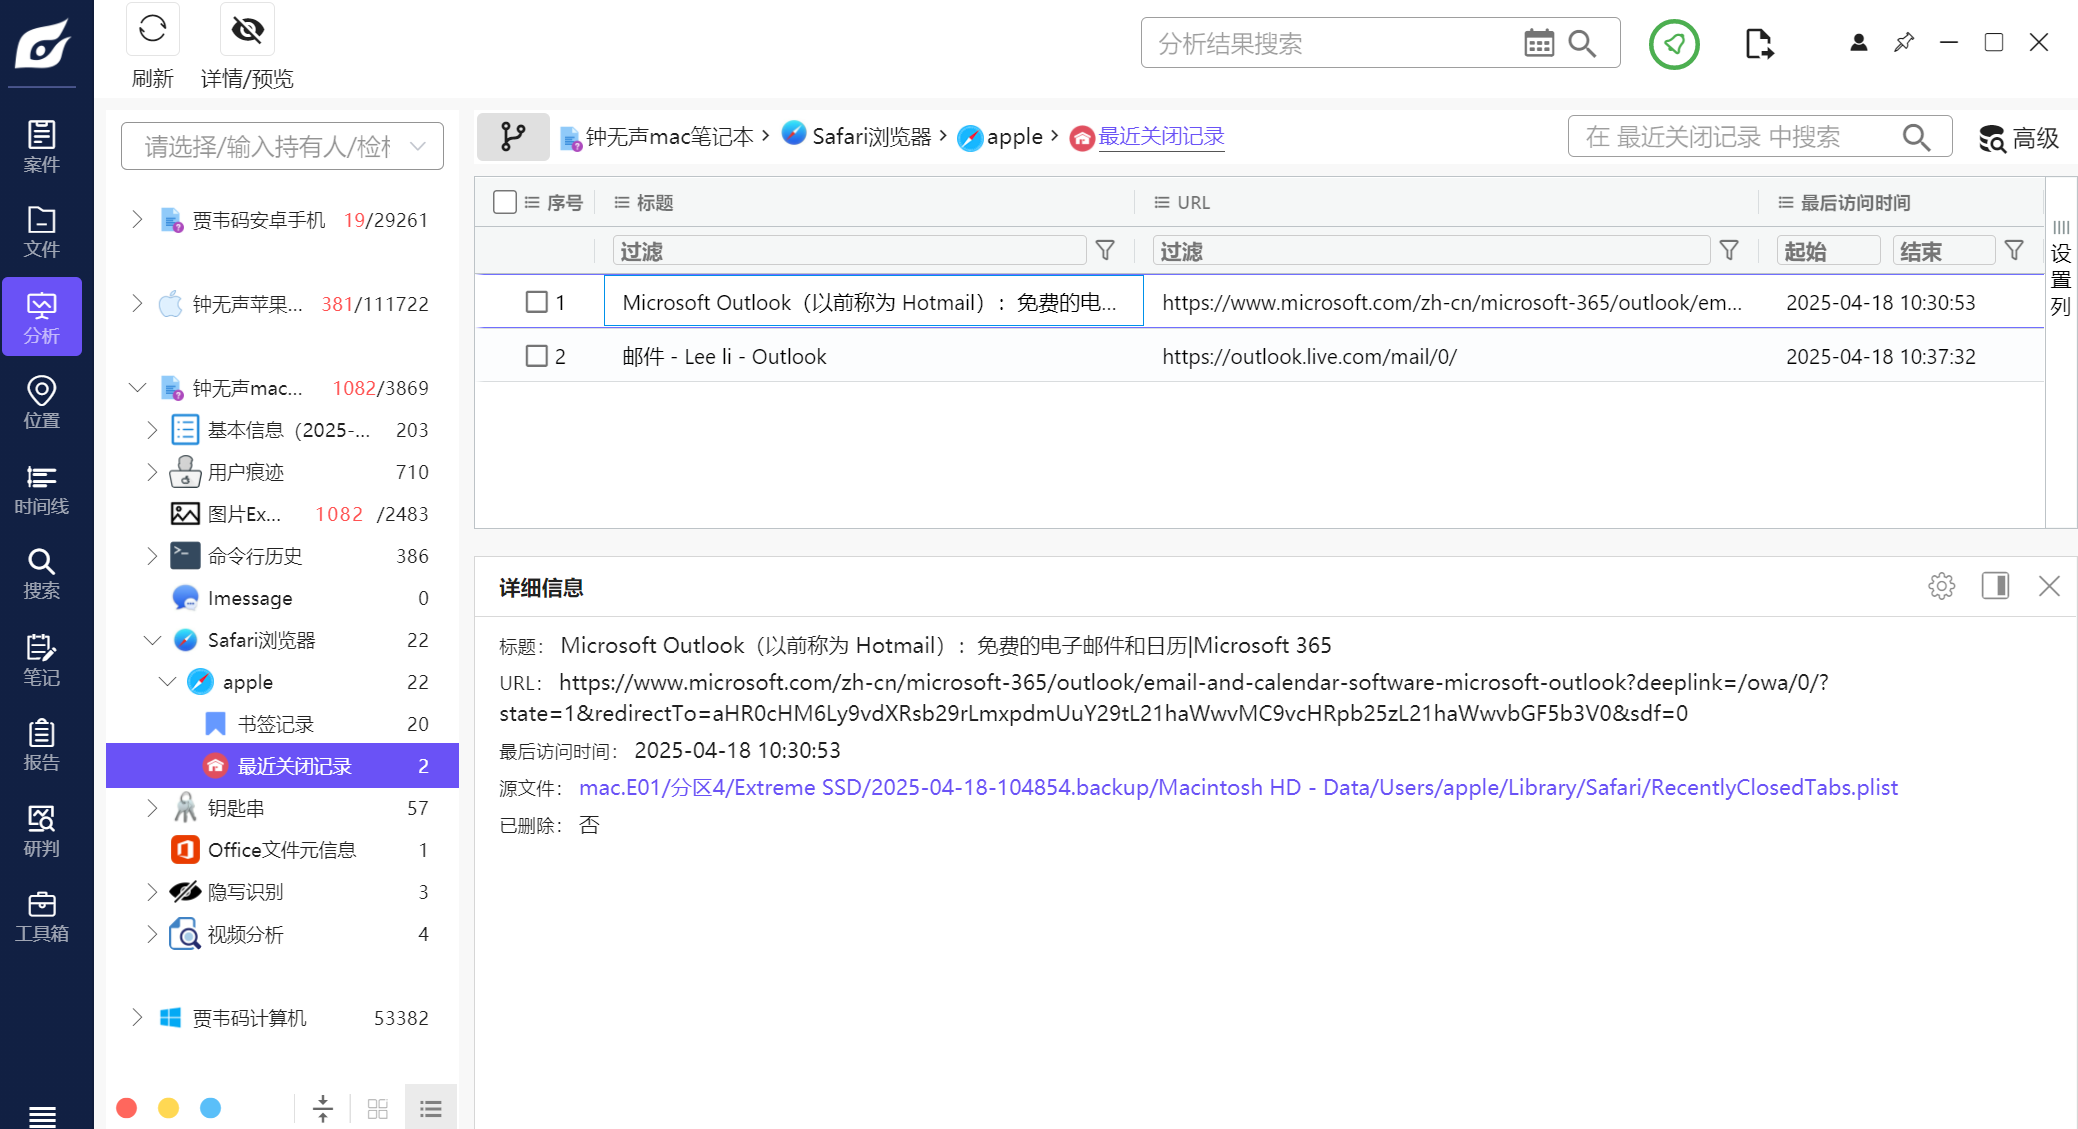 刷新
详情/预览
分析结果搜索
案件
文件
分析
位置
时间线
搜索
笔记
报告
研判
工具箱
请选择/输入持有人/检材
贾韦码安卓手机 19/29261
钟无声苹果... 381/111722
钟无声mac... 1082/3869
基本信息（2025-... 203
用户痕迹 710
图片Ex... 1082 /2483
命令行历史 386
Imessage 0
Safari浏览器 22
apple 22
书签记录 20
最近关闭记录 2
钥匙串 57
Office文件元信息 1
隐写识别 3
视频分析 4
贾韦码计算机 53382
钟无声mac笔记本 > Safari浏览器 > apple > 最近关闭记录
在 最近关闭记录 中搜索
高级
序号 标题 URL 最后访问时间
过滤 过滤 起始 结束
1 Microsoft Outlook（以前称为 Hotmail）：免费的电... https://www.microsoft.com/zh-cn/microsoft-365/outlook/em... 2025-04-18 10:30:53
2 邮件 - Lee li - Outlook https://outlook.live.com/mail/0/ 2025-04-18 10:37:32
设置列
详细信息
标题： Microsoft Outlook（以前称为 Hotmail）：免费的电子邮件和日历|Microsoft 365
URL： https://www.microsoft.com/zh-cn/microsoft-365/outlook/email-and-calendar-software-microsoft-outlook?deeplink=/owa/0/?
state=1&redirectTo=aHR0cHM6Ly9vdXRsb29rLmxpdmUuY29tL21haWwvMC9vcHRpb25zL21haWwvbGF5b3V0&sdf=0
最后访问时间： 2025-04-18 10:30:53
源文件： mac.E01/分区4/Extreme SSD/2025-04-18-104854.backup/Macintosh HD - Data/Users/apple/Library/Safari/RecentlyClosedTabs.plist
已删除： 否